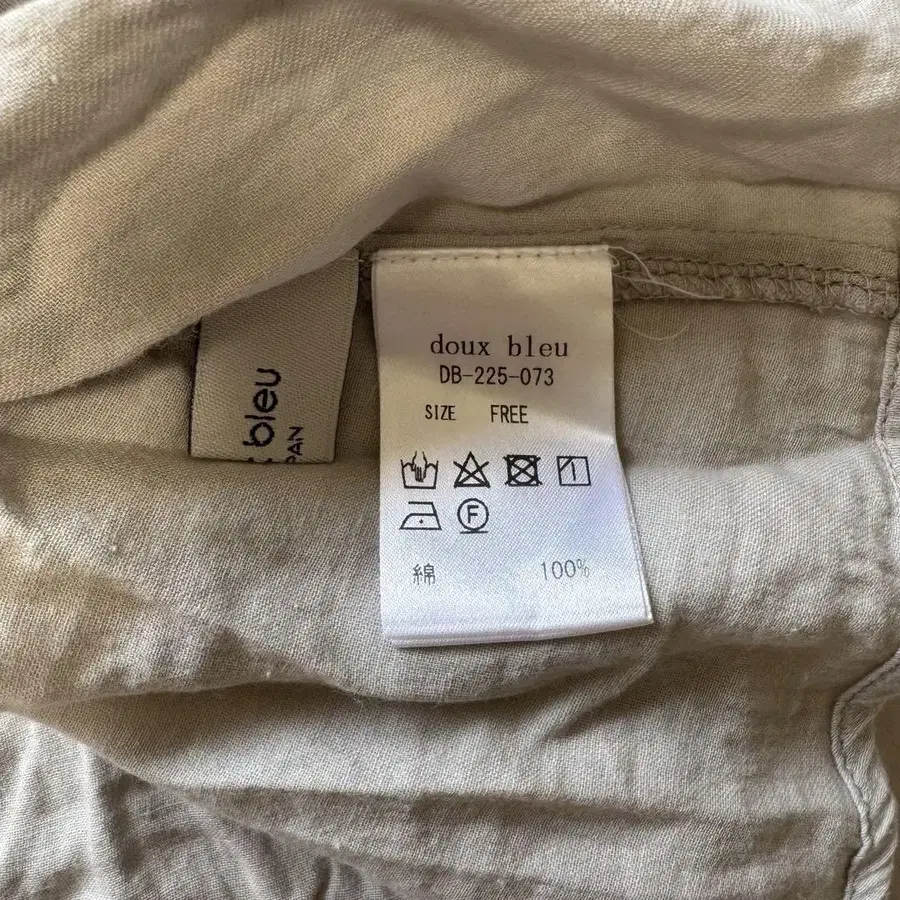 doux bleu
DB-225-073
SIZE FREE
F
綿 100%
bleu
PAN